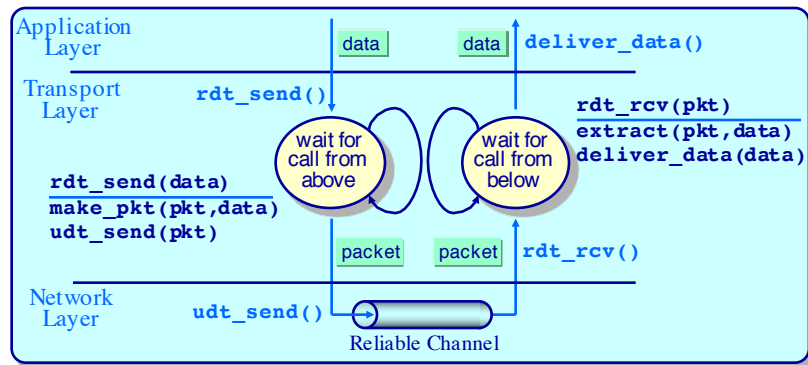 Application
Layer
data
data
deliver_data()
Transport
Layer
rdt_send()
rdt_rcv(pkt)
extract(pkt,data)
deliver_data(data)
wait for
call from
above
wait for
call from
below
rdt_send(data)
make_pkt(pkt,data)
udt_send(pkt)
packet
packet
rdt_rcv()
Network
Layer
udt_send()
Reliable Channel